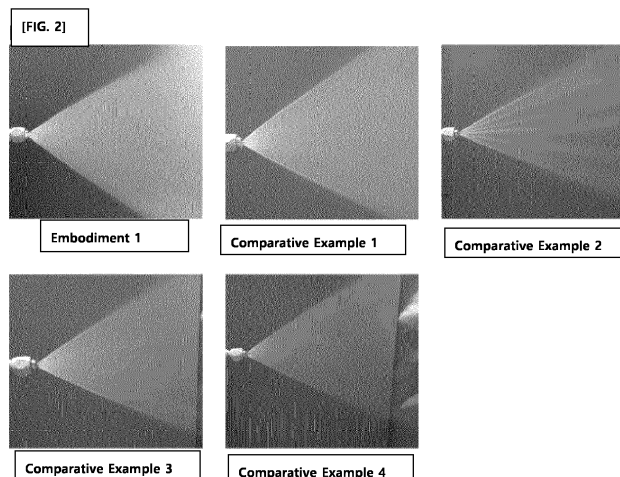 [FIG. 2]
Embodiment 1
Comparative Example 1
Comparative Example 2
Comparative Example 3
Comparative Example 4